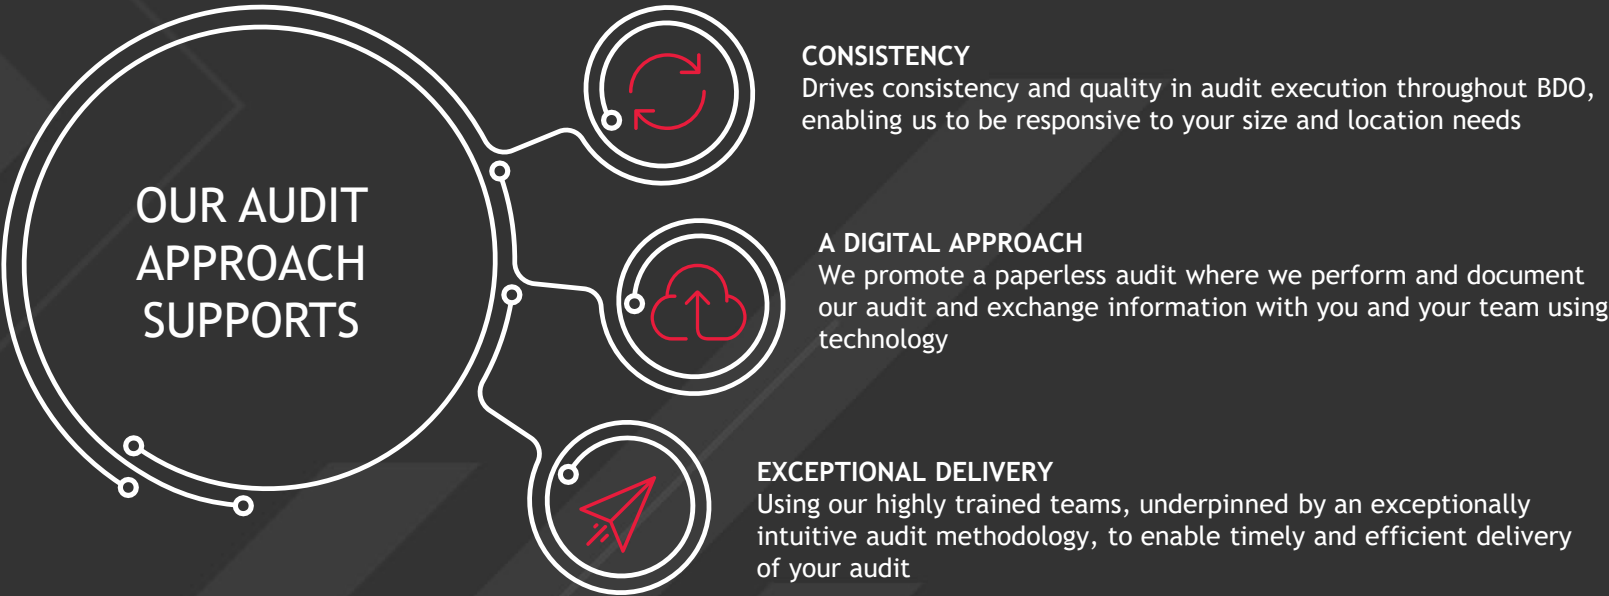 OUR AUDIT
APPROACH
SUPPORTS
CONSISTENCY
Drives consistency and quality in audit execution throughout BDO,
enabling us to be responsive to your size and location needs
A DIGITAL APPROACH
We promote a paperless audit where we perform and document
our audit and exchange information with you and your team using
technology
EXCEPTIONAL DELIVERY
Using our highly trained teams, underpinned by an exceptionally
intuitive audit methodology, to enable timely and efficient delivery
of your audit